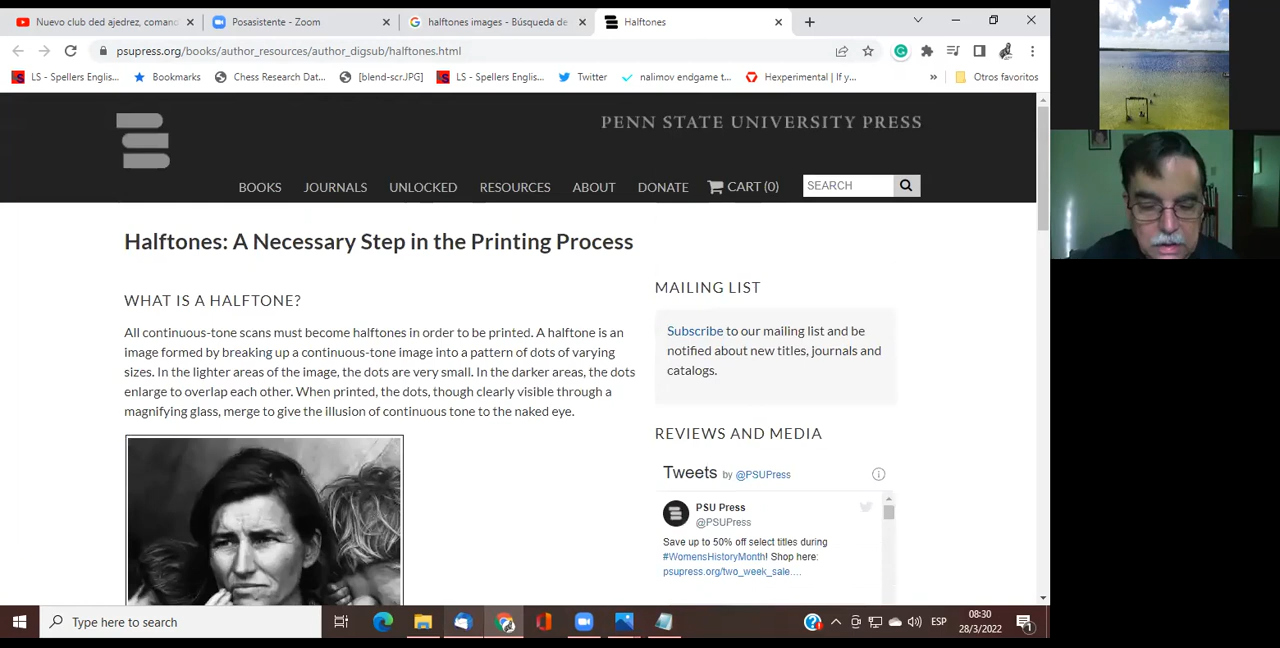 Nuevo club ded ajedrez, comand
Posasistente - Zoom
halftones images - Búsqueda de
Halftones
psupress.org/books/author_resources/author_digsub/halftones.html
LS - Spellers Englis...
Bookmarks
Chess Research Dat...
[blend-scr.JPG]
LS - Spellers Englis...
Twitter
nalimov endgame t...
Hexperimental | If y...
»
Otros favoritos
PENN STATE UNIVERSITY PRESS
BOOKS JOURNALS UNLOCKED RESOURCES ABOUT DONATE CART (0) SEARCH
Halftones: A Necessary Step in the Printing Process
WHAT IS A HALFTONE?
All continuous-tone scans must become halftones in order to be printed. A halftone is an
image formed by breaking up a continuous-tone image into a pattern of dots of varying
sizes. In the lighter areas of the image, the dots are very small. In the darker areas, the dots
enlarge to overlap each other. When printed, the dots, though clearly visible through a
magnifying glass, merge to give the illusion of continuous tone to the naked eye.
MAILING LIST
Subscribe to our mailing list and be
notified about new titles, journals and
catalogs.
REVIEWS AND MEDIA
Tweets by @PSUPress
PSU Press
@PSUPress
Save up to 50% off select titles during
#WomensHistoryMonth! Shop here:
psupress.org/two_week_sale....
Type here to search
ESP
08:30
28/3/2022
1